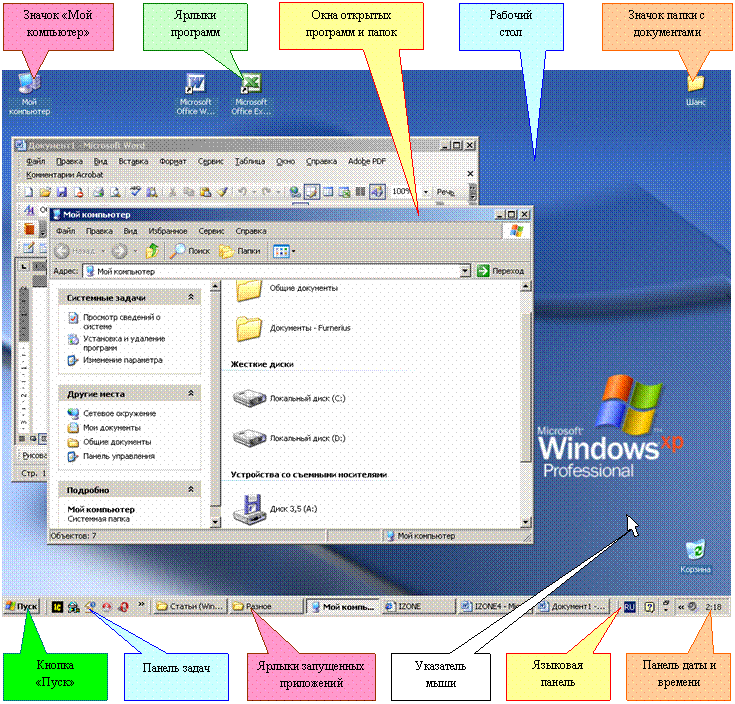 Значок «Мой
компьютер»
Ярлыки
программ
Окна открытых
программ и папок
Рабочий
стол
Значок папки с
документами
Мой
компьютер
Microsoft
Office W...
Microsoft
Office Ex...
Шанс
Документ1 - Microsoft Word
Файл Правка Вид Вставка Формат Сервис Таблица Окно Справка Adobe PDF
Комментарии Acrobat
100%
Мой компьютер
Файл Правка Вид Избранное Сервис Справка
Назад Поиск Папки
Адрес: Мой компьютер Переход
Системные задачи
Просмотр сведений о
системе
Установка и удаление
программ
Изменение параметра
Другие места
Сетевое окружение
Мои документы
Общие документы
Панель управления
Подробно
Мой компьютер
Системная папка
Общие документы
Документы - Furnerius
Жесткие диски
Локальный диск (C:)
Локальный диск (D:)
Устройства со съемными носителями
Диск 3,5 (A:)
Объектов: 7 Мой компьютер
Стр. 1
Microsoft
Windows xp
Professional
Корзина
Пуск Статьи (Win... Разное Мой комп... IZONE IZONE4 - Mi... Документ1 -... RU « 2:18
Кнопка
«Пуск»
Панель задач
Ярлыки запущенных
приложений
Указатель
мыши
Языковая
панель
Панель даты и
времени